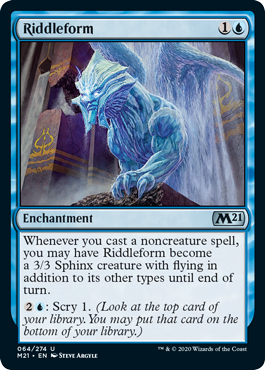 Riddleform 1
Enchantment M21
Whenever you cast a noncreature spell,
you may have Riddleform become
a 3/3 Sphinx creature with flying in
addition to its other types until end of
turn.
2 : Scry 1. (Look at the top card of
your library. You may put that card on the
bottom of your library.)
064/274 U
M21 • EN Steve Argyle ™ & © 2020 Wizards of the Coast